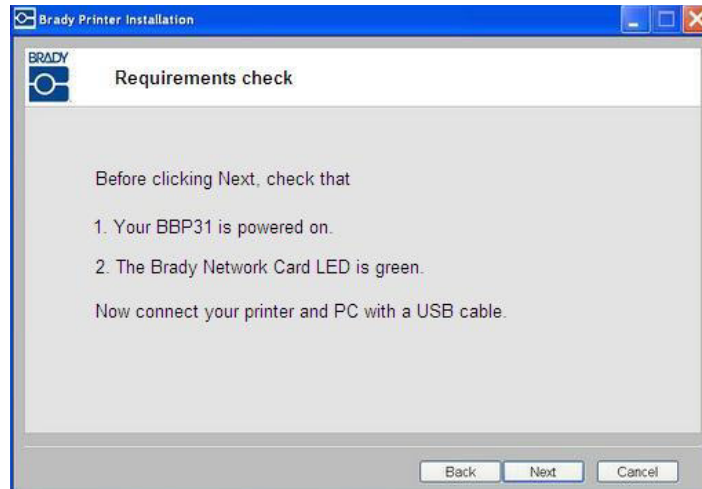 Brady Printer Installation
BRADY
Requirements check
Before clicking Next, check that
1. Your BBP31 is powered on.
2. The Brady Network Card LED is green.
Now connect your printer and PC with a USB cable.
Back Next Cancel